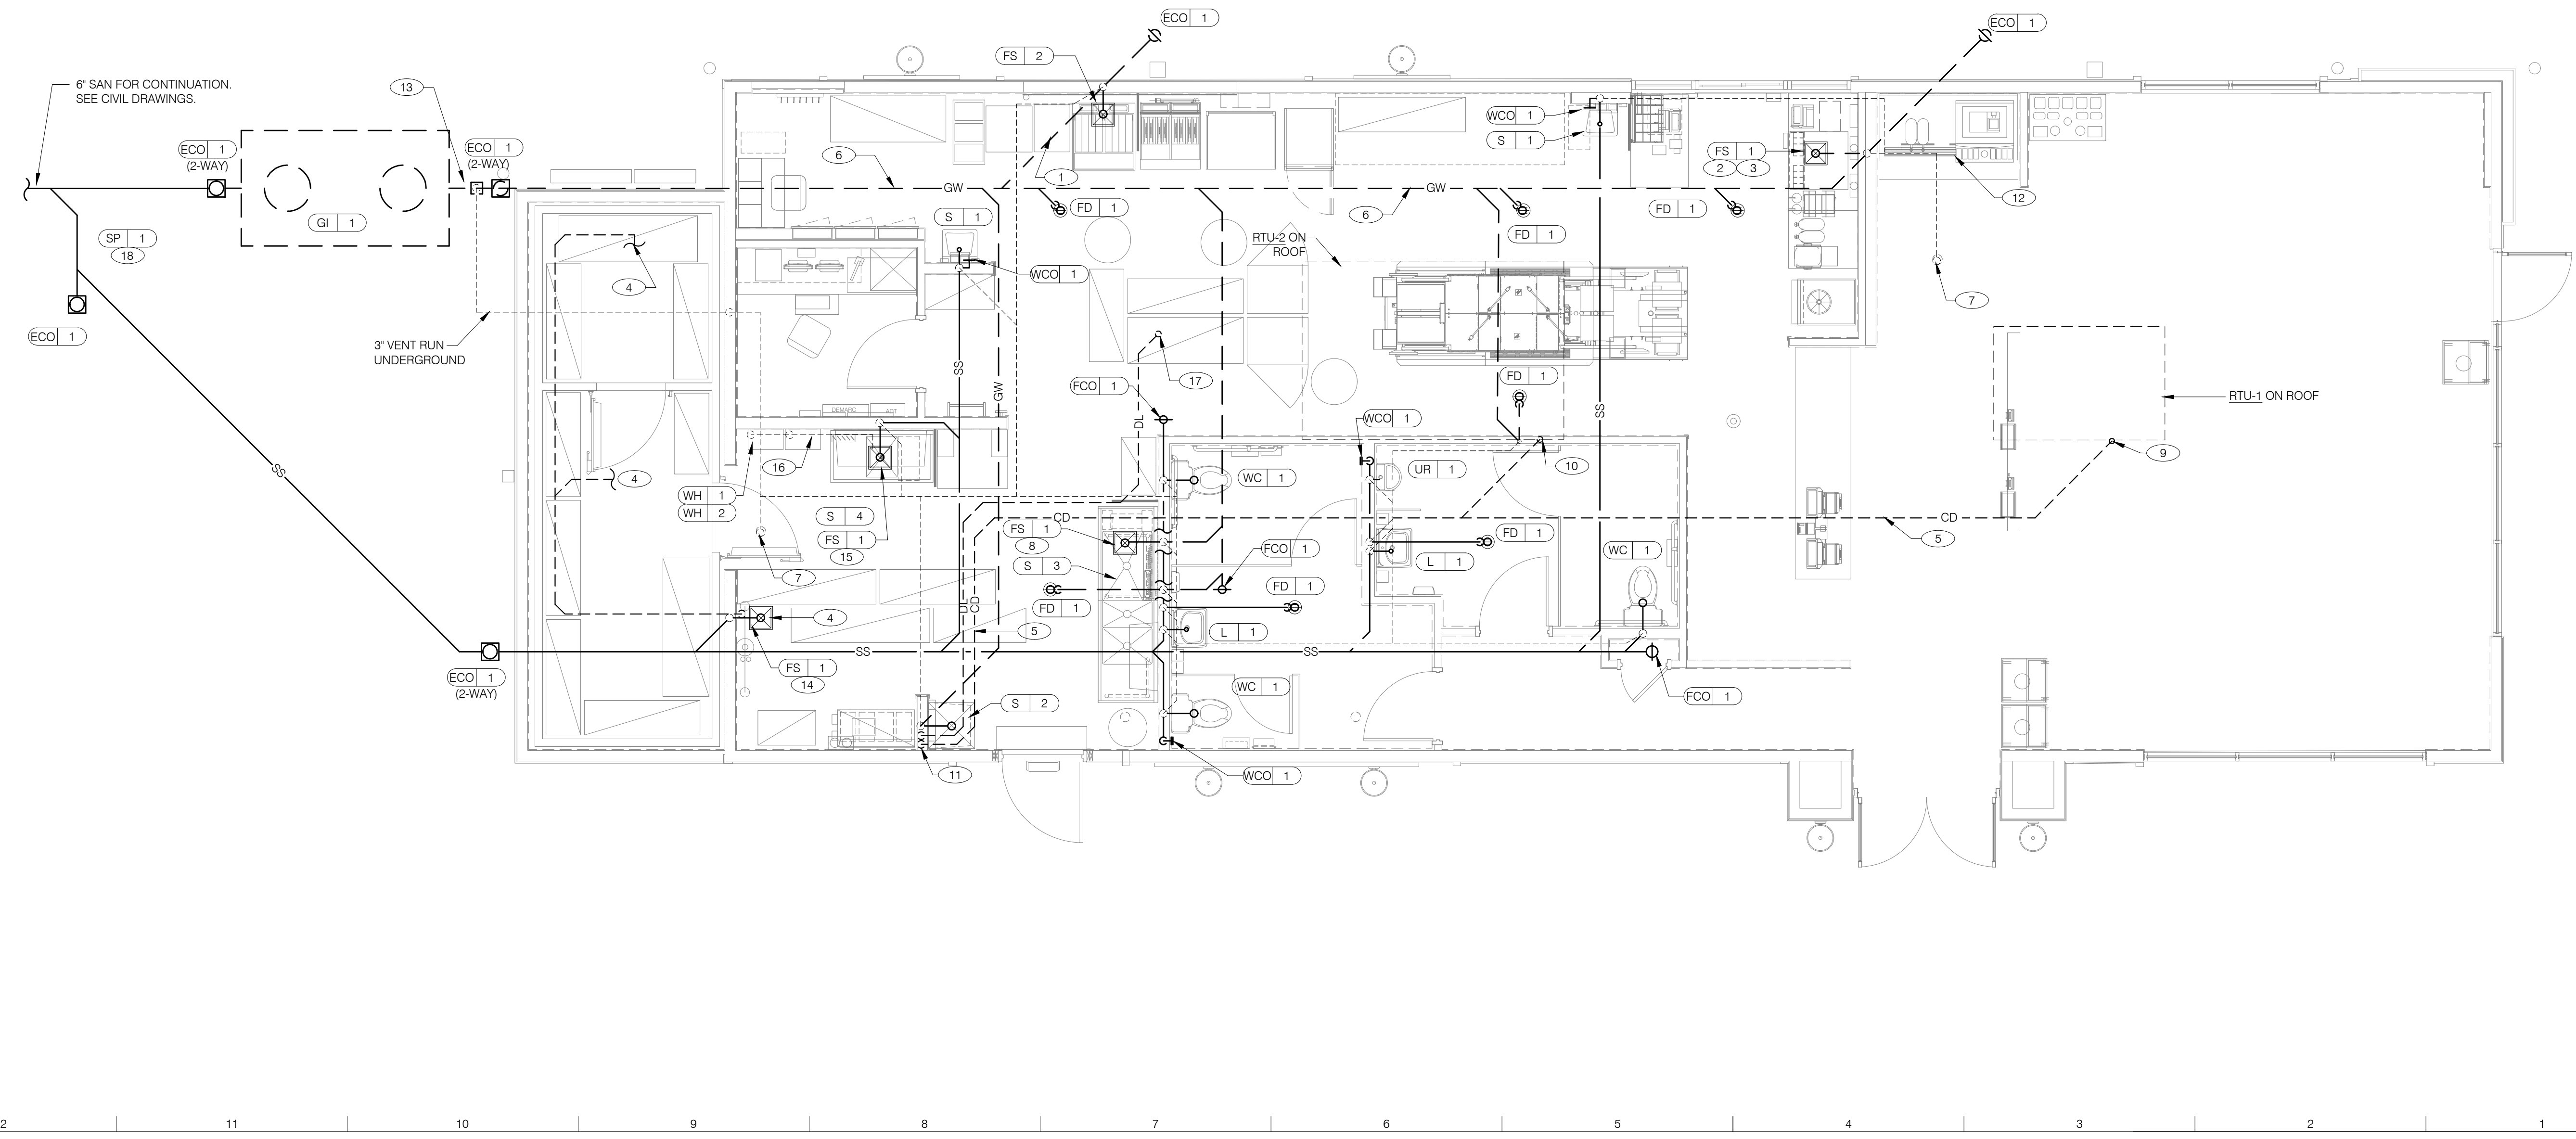 ECO 1
ECO 1
FS 2
6" SAN FOR CONTINUATION.
SEE CIVIL DRAWINGS.
13
WCO 1
S 1
ECO 1
(2-WAY)
ECO 1
(2-WAY)
6
FS 1
2 3
1
GW
GW
12
FD 1
FD 1
6
GI 1
S 1
SP 1
18
FD 1
RTU-2 ON
ROOF
WCO 1
4
7
ECO 1
3" VENT RUN
UNDERGROUND
SS
GW
FCO 1
17
FD 1
RTU-1 ON ROOF
DEMARC
ADT
DL
WCO 1
SS
9
SS
4
16
WC 1
UR 1
10
WH 1
WH 2
S 4
FS 1
15
CD
CD
5
FS 1
8
FCO 1
FD 1
WC 1
S 3
L 1
7
FD 1
FD 1
DL
CD
4
5
L 1
SS
SS
FS 1
14
ECO 1
(2-WAY)
WC 1
FCO 1
S 2
11
WCO 1
2
11
10
9
8
7
6
5
4
3
2
1